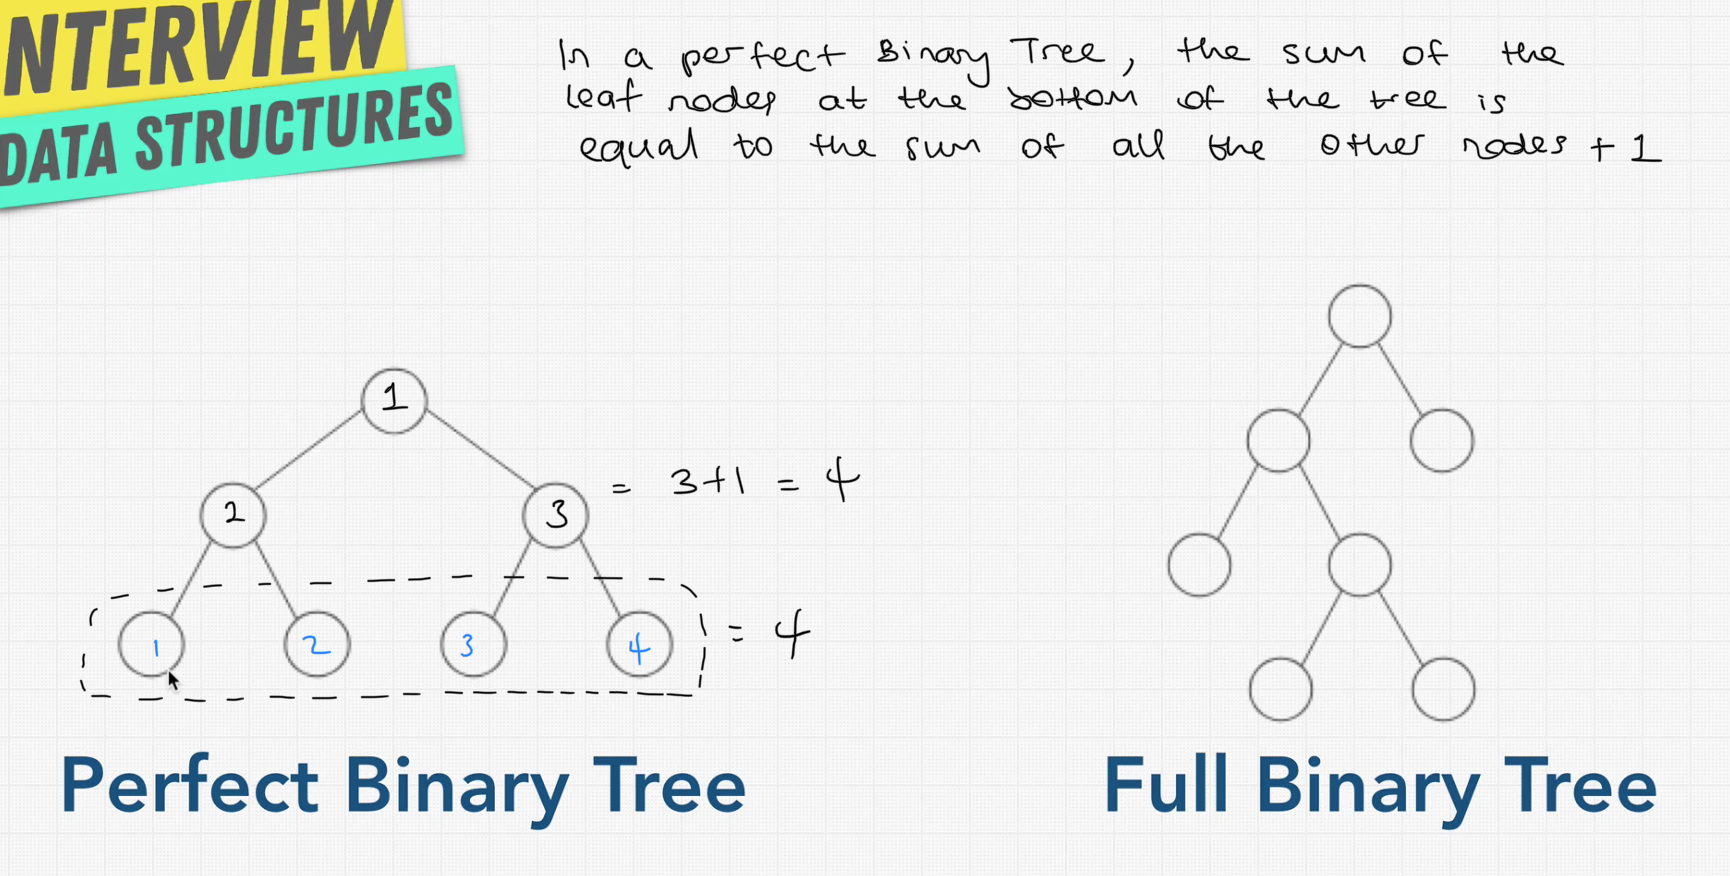 NTERVIEW
DATA STRUCTURES
In a perfect Binary Tree, the sum of the
leaf nodes at the bottom of the tree is
equal to the sum of all the other nodes + 1
1
2 3 = 3+1 = 4
1 2 3 4 = 4
Perfect Binary Tree
Full Binary Tree